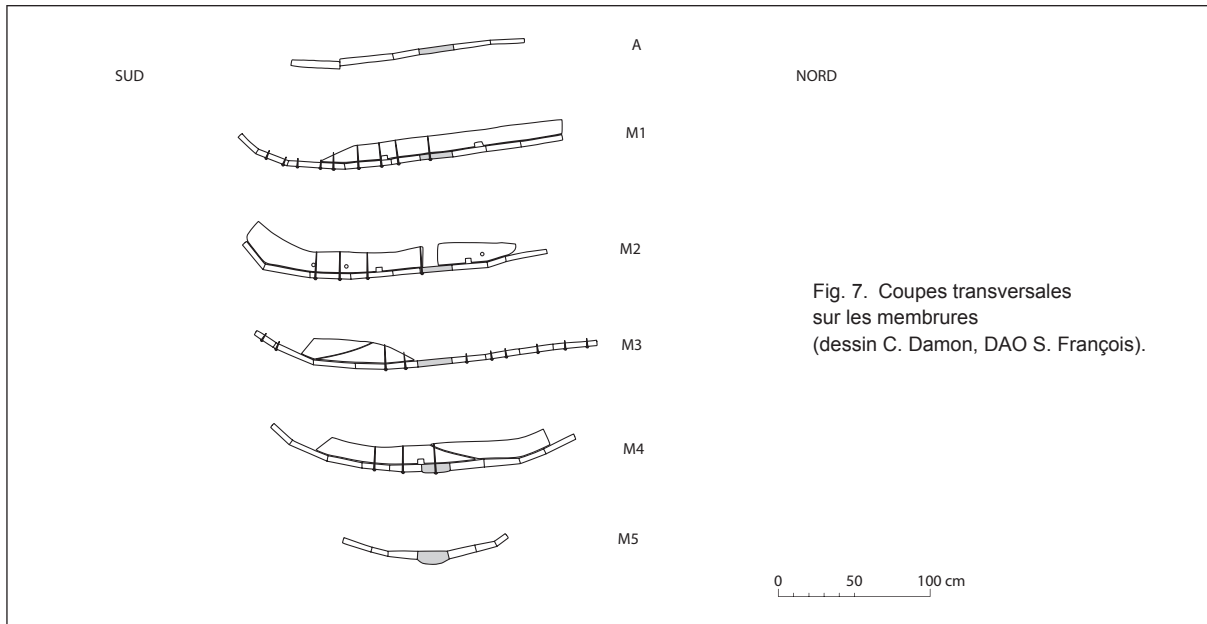 A
SUD
NORD
M1
M2
Fig. 7. Coupes transversales
sur les membrures
(dessin C. Damon, DAO S. François).
M3
M4
M5
0 50 100 cm